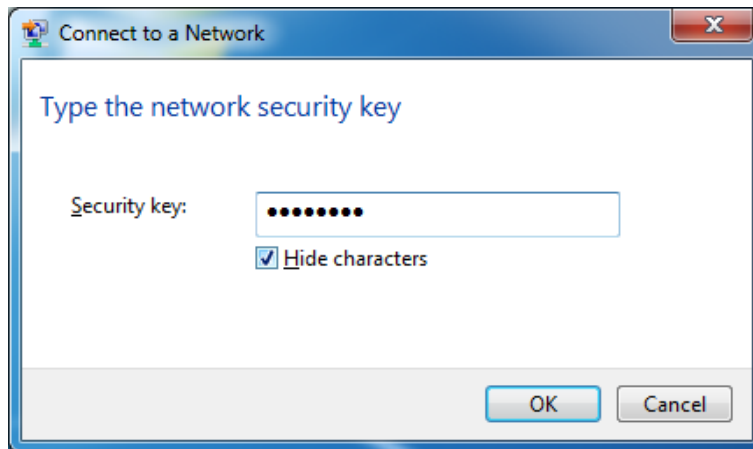 Connect to a Network
Type the network security key
Security key: ••••••••
Hide characters
OK Cancel